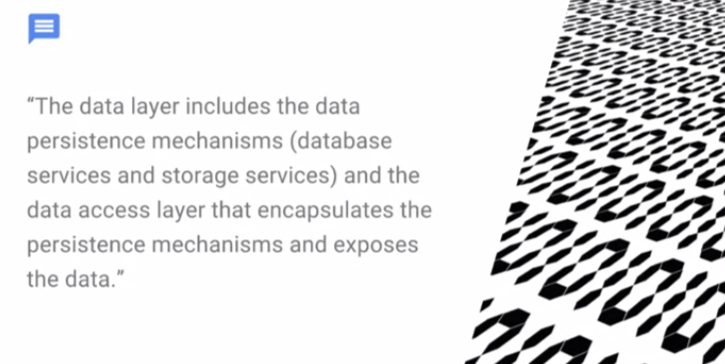 “The data layer includes the data
persistence mechanisms (database
services and storage services) and the
data access layer that encapsulates the
persistence mechanisms and exposes
the data.”